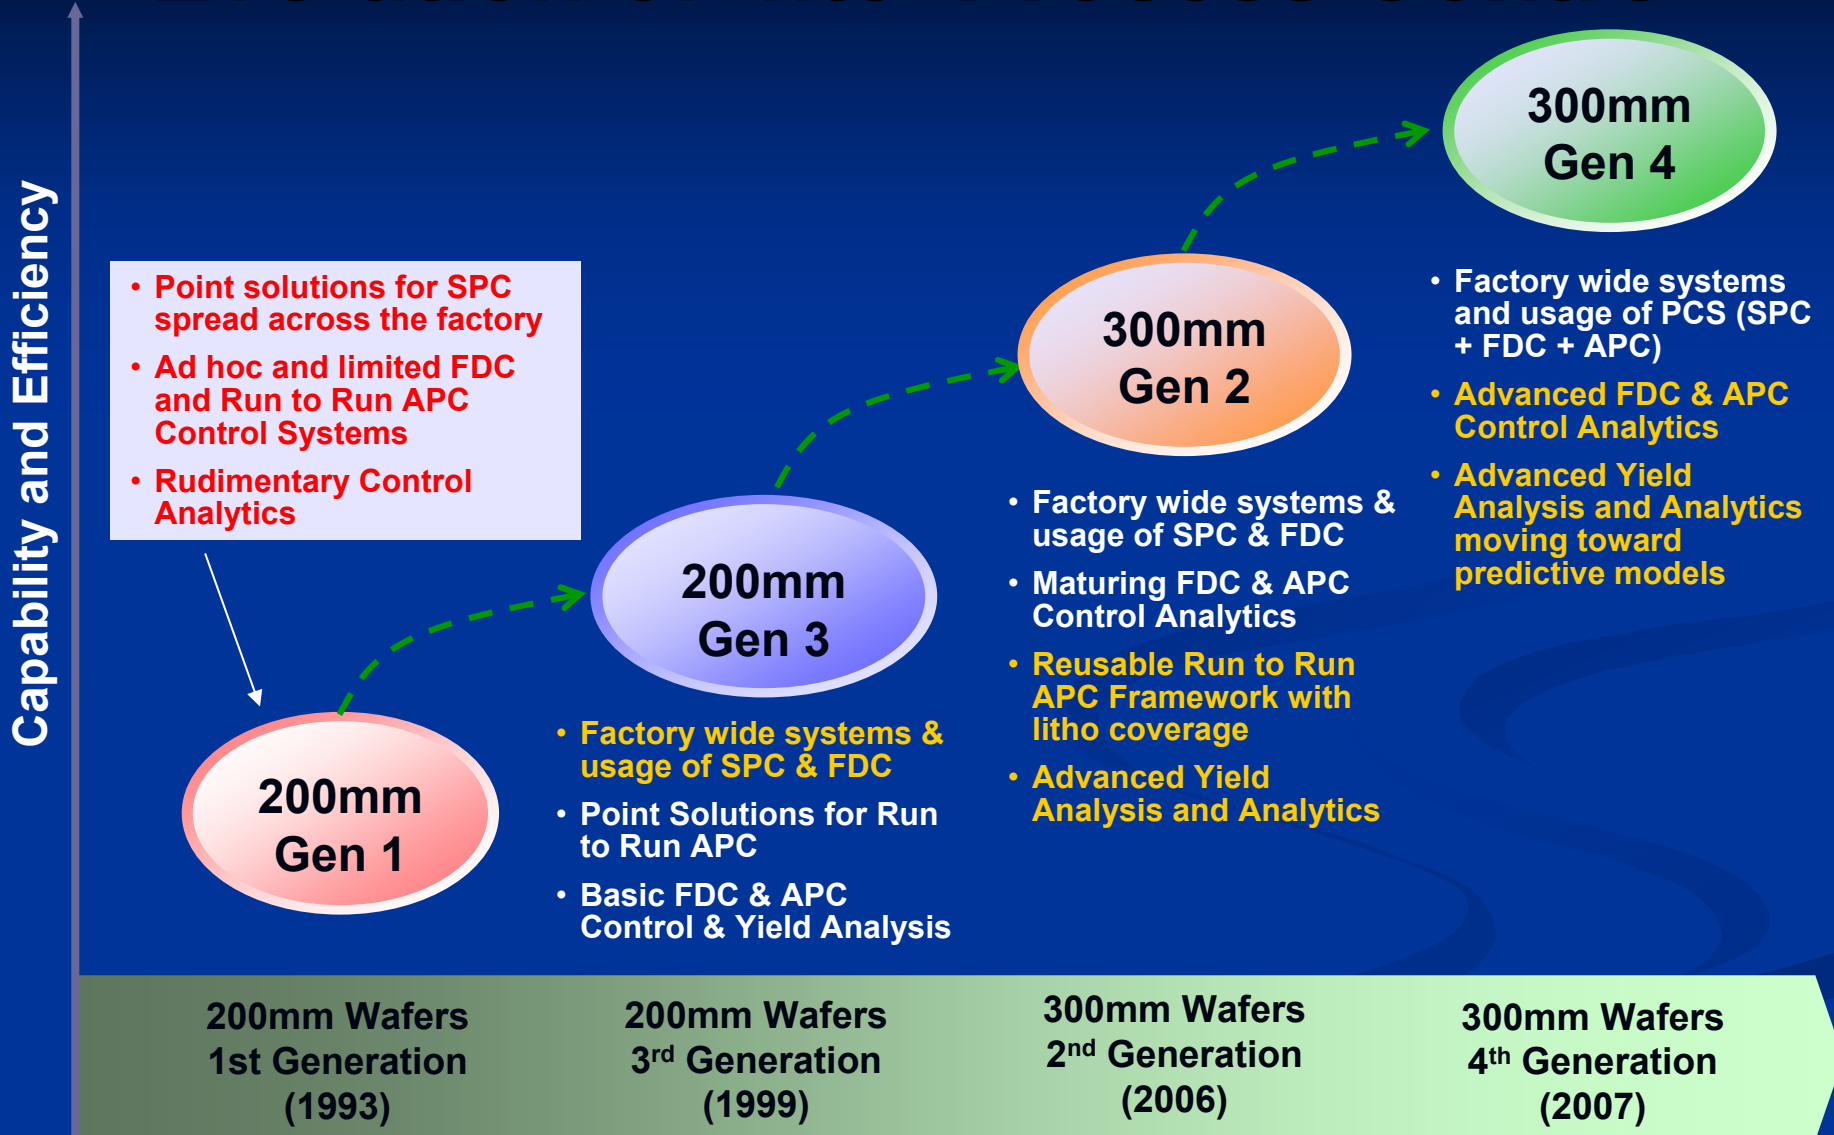 Capability and Efficiency
300mm
Gen 4
• Factory wide systems
and usage of PCS (SPC
+ FDC + APC)
• Advanced FDC & APC
Control Analytics
• Advanced Yield
Analysis and Analytics
moving toward
predictive models
300mm
Gen 2
• Factory wide systems &
usage of SPC & FDC
• Maturing FDC & APC
Control Analytics
• Reusable Run to Run
APC Framework with
litho coverage
• Advanced Yield
Analysis and Analytics
• Point solutions for SPC
spread across the factory
• Ad hoc and limited FDC
and Run to Run APC
Control Systems
• Rudimentary Control
Analytics
200mm
Gen 3
• Factory wide systems &
usage of SPC & FDC
• Point Solutions for Run
to Run APC
• Basic FDC & APC
Control & Yield Analysis
200mm
Gen 1
200mm Wafers
1st Generation
(1993)
200mm Wafers
3rd Generation
(1999)
300mm Wafers
2nd Generation
(2006)
300mm Wafers
4th Generation
(2007)